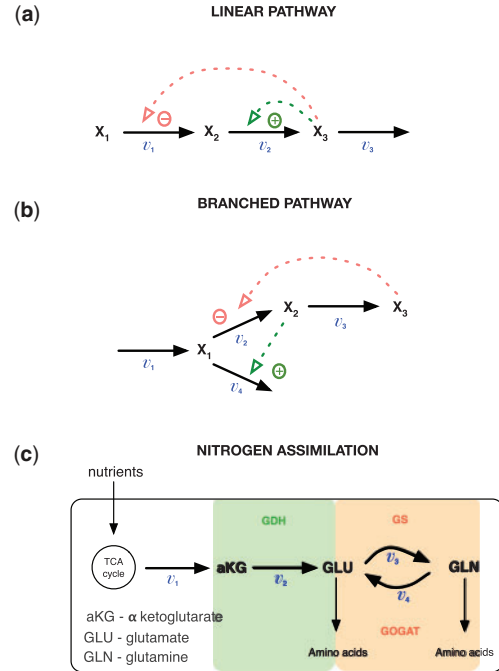 (a)
LINEAR PATHWAY
X1 X2 X3
v1 v2 v3
− +
(b)
BRANCHED PATHWAY
−
X2 X3
v2 v3
X1
v1
+
v4
(c)
NITROGEN ASSIMILATION
nutrients
GDH GS
TCA
cycle
aKG GLU GLN
v1 v2 v3
v4
aKG - α ketoglutarate
GLU - glutamate
GLN - glutamine
GOGAT
Amino acids Amino acids